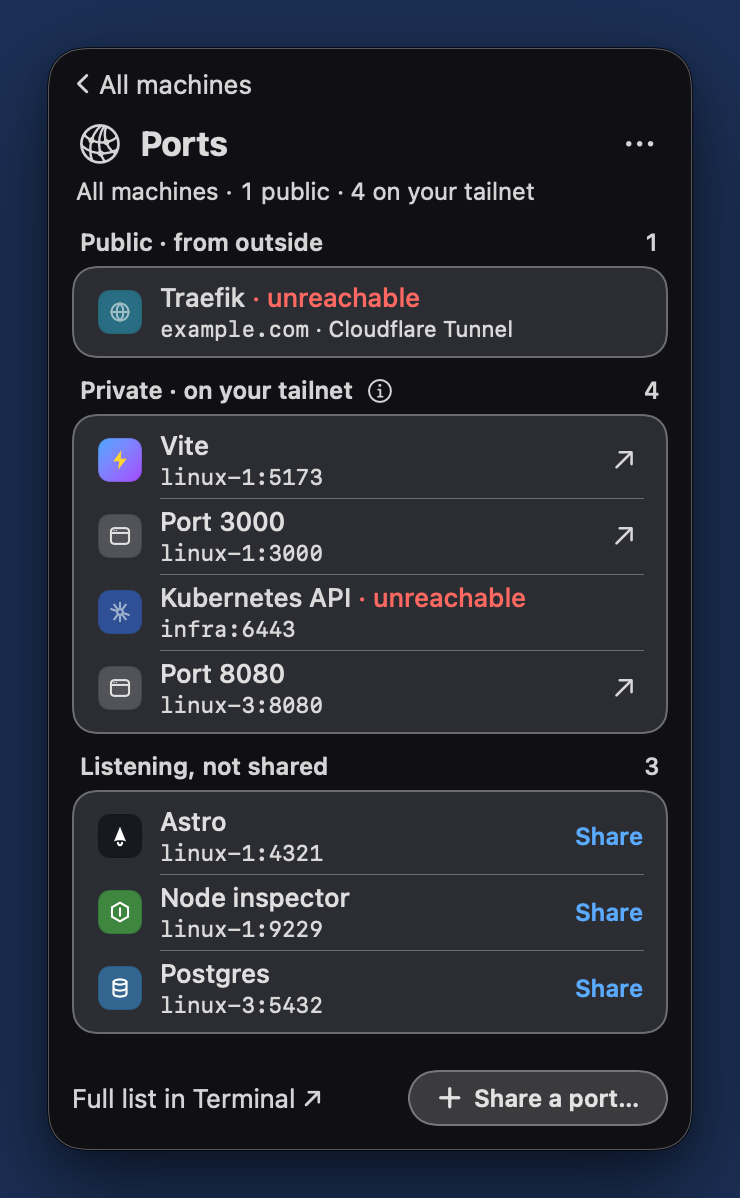 All machines
Ports
All machines · 1 public · 4 on your tailnet
Public · from outside 1
Traefik · unreachable
example.com · Cloudflare Tunnel
Private · on your tailnet 4
Vite
linux-1:5173
Port 3000
linux-1:3000
Kubernetes API · unreachable
infra:6443
Port 8080
linux-3:8080
Listening, not shared 3
Astro
linux-1:4321
Share
Node inspector
linux-1:9229
Share
Postgres
linux-3:5432
Share
Full list in Terminal ↗
+ Share a port...